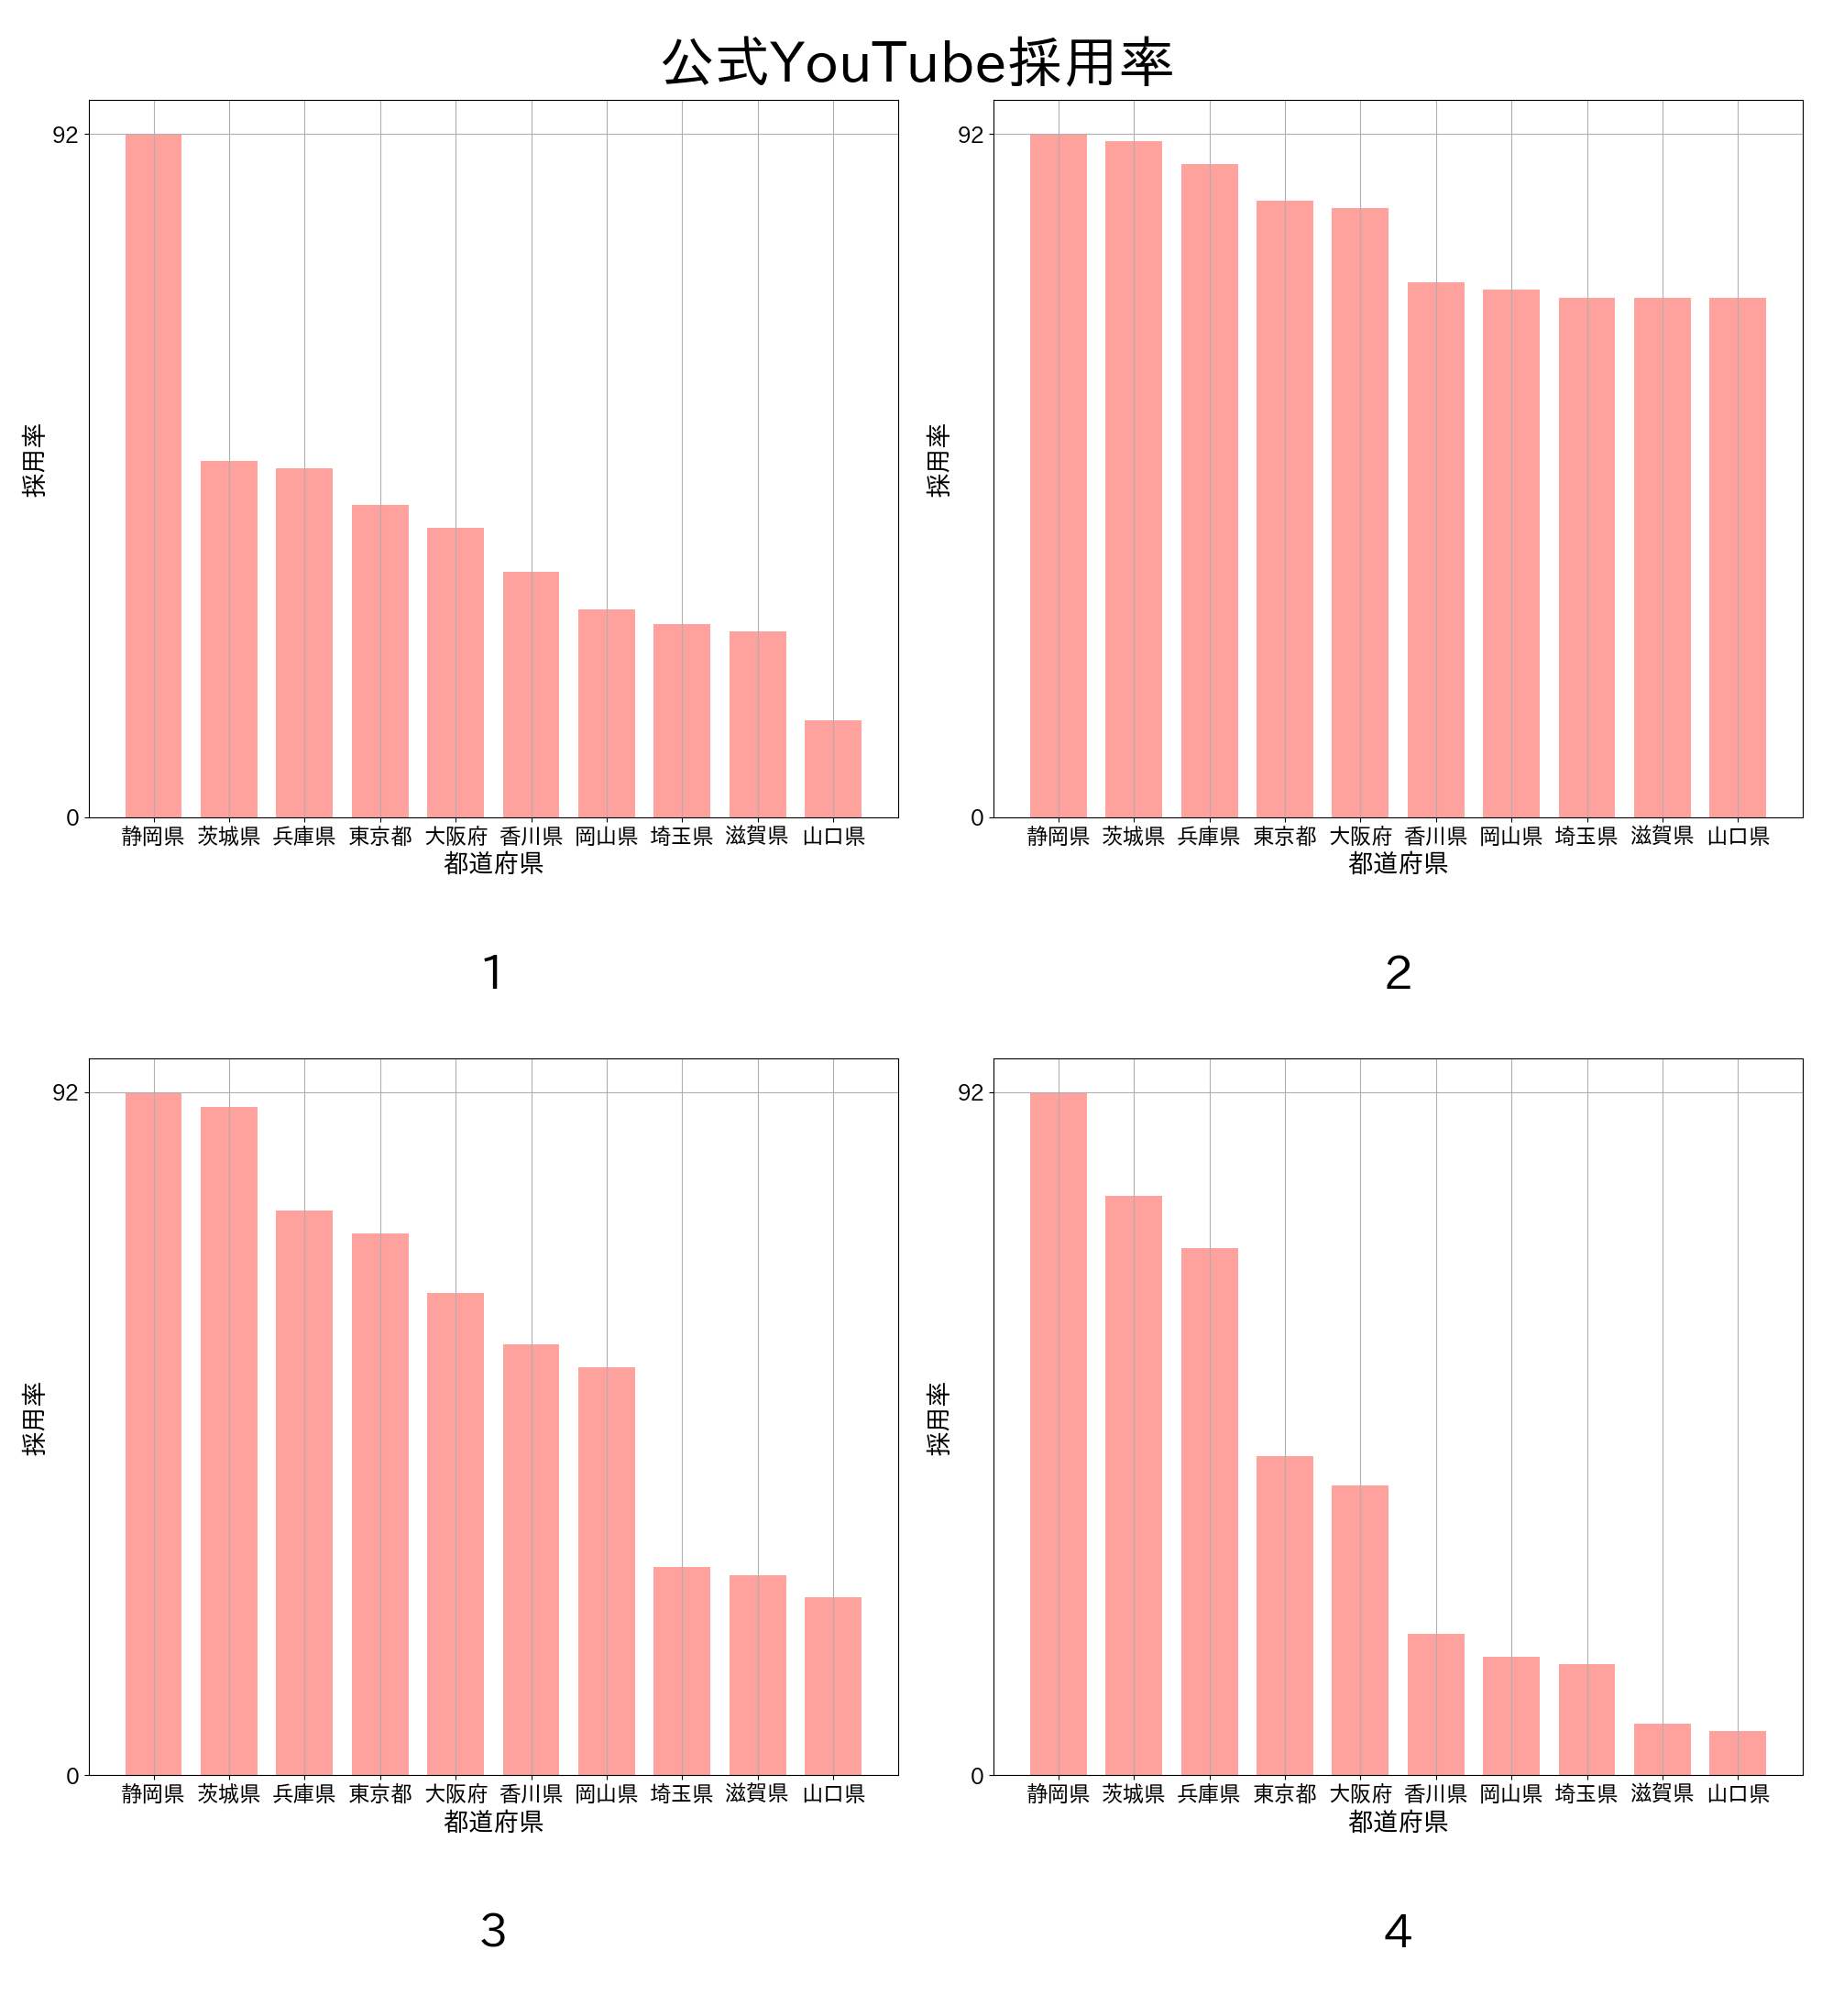 公式YouTube採用率
92
0
採用率
静岡県 茨城県 兵庫県 東京都 大阪府 香川県 岡山県 埼玉県 滋賀県 山口県
都道府県
1
92
0
採用率
静岡県 茨城県 兵庫県 東京都 大阪府 香川県 岡山県 埼玉県 滋賀県 山口県
都道府県
2
92
0
採用率
静岡県 茨城県 兵庫県 東京都 大阪府 香川県 岡山県 埼玉県 滋賀県 山口県
都道府県
3
92
0
採用率
静岡県 茨城県 兵庫県 東京都 大阪府 香川県 岡山県 埼玉県 滋賀県 山口県
都道府県
4